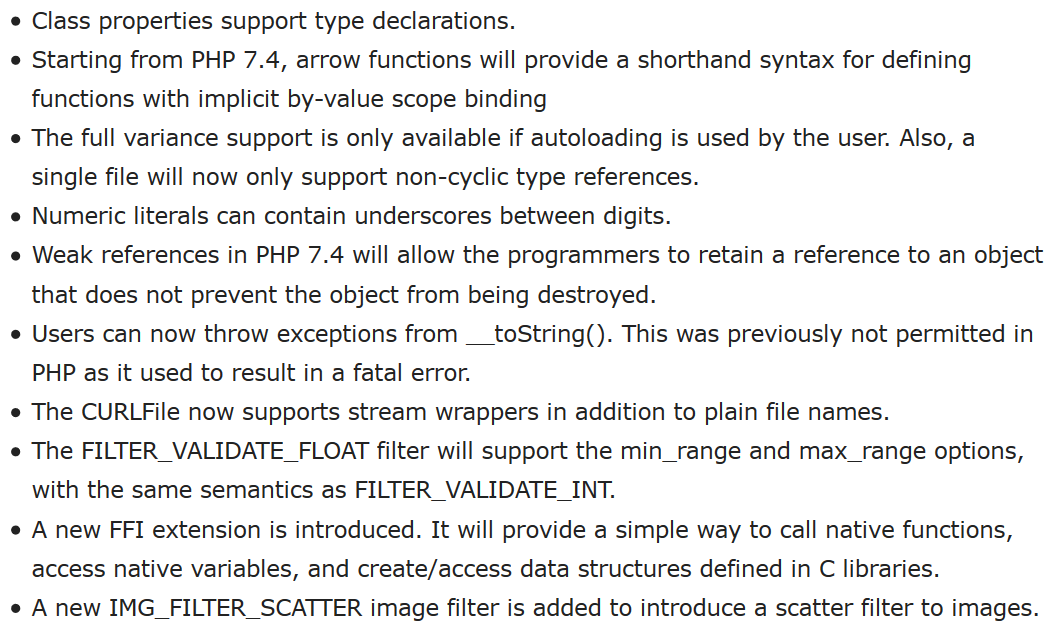 • Class properties support type declarations.
• Starting from PHP 7.4, arrow functions will provide a shorthand syntax for defining
functions with implicit by-value scope binding
• The full variance support is only available if autoloading is used by the user. Also, a
single file will now only support non-cyclic type references.
• Numeric literals can contain underscores between digits.
• Weak references in PHP 7.4 will allow the programmers to retain a reference to an object
that does not prevent the object from being destroyed.
• Users can now throw exceptions from __toString(). This was previously not permitted in
PHP as it used to result in a fatal error.
• The CURLFile now supports stream wrappers in addition to plain file names.
• The FILTER_VALIDATE_FLOAT filter will support the min_range and max_range options,
with the same semantics as FILTER_VALIDATE_INT.
• A new FFI extension is introduced. It will provide a simple way to call native functions,
access native variables, and create/access data structures defined in C libraries.
• A new IMG_FILTER_SCATTER image filter is added to introduce a scatter filter to images.